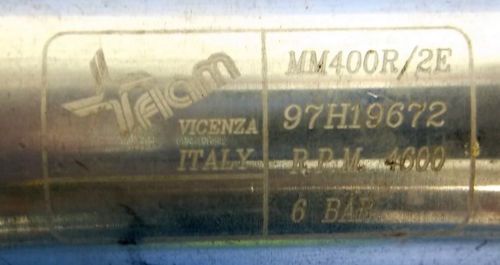 Fiam
VICENZA
ITALY
MM400R/2E
97H19672
R.P.M. 4600
6 BAR